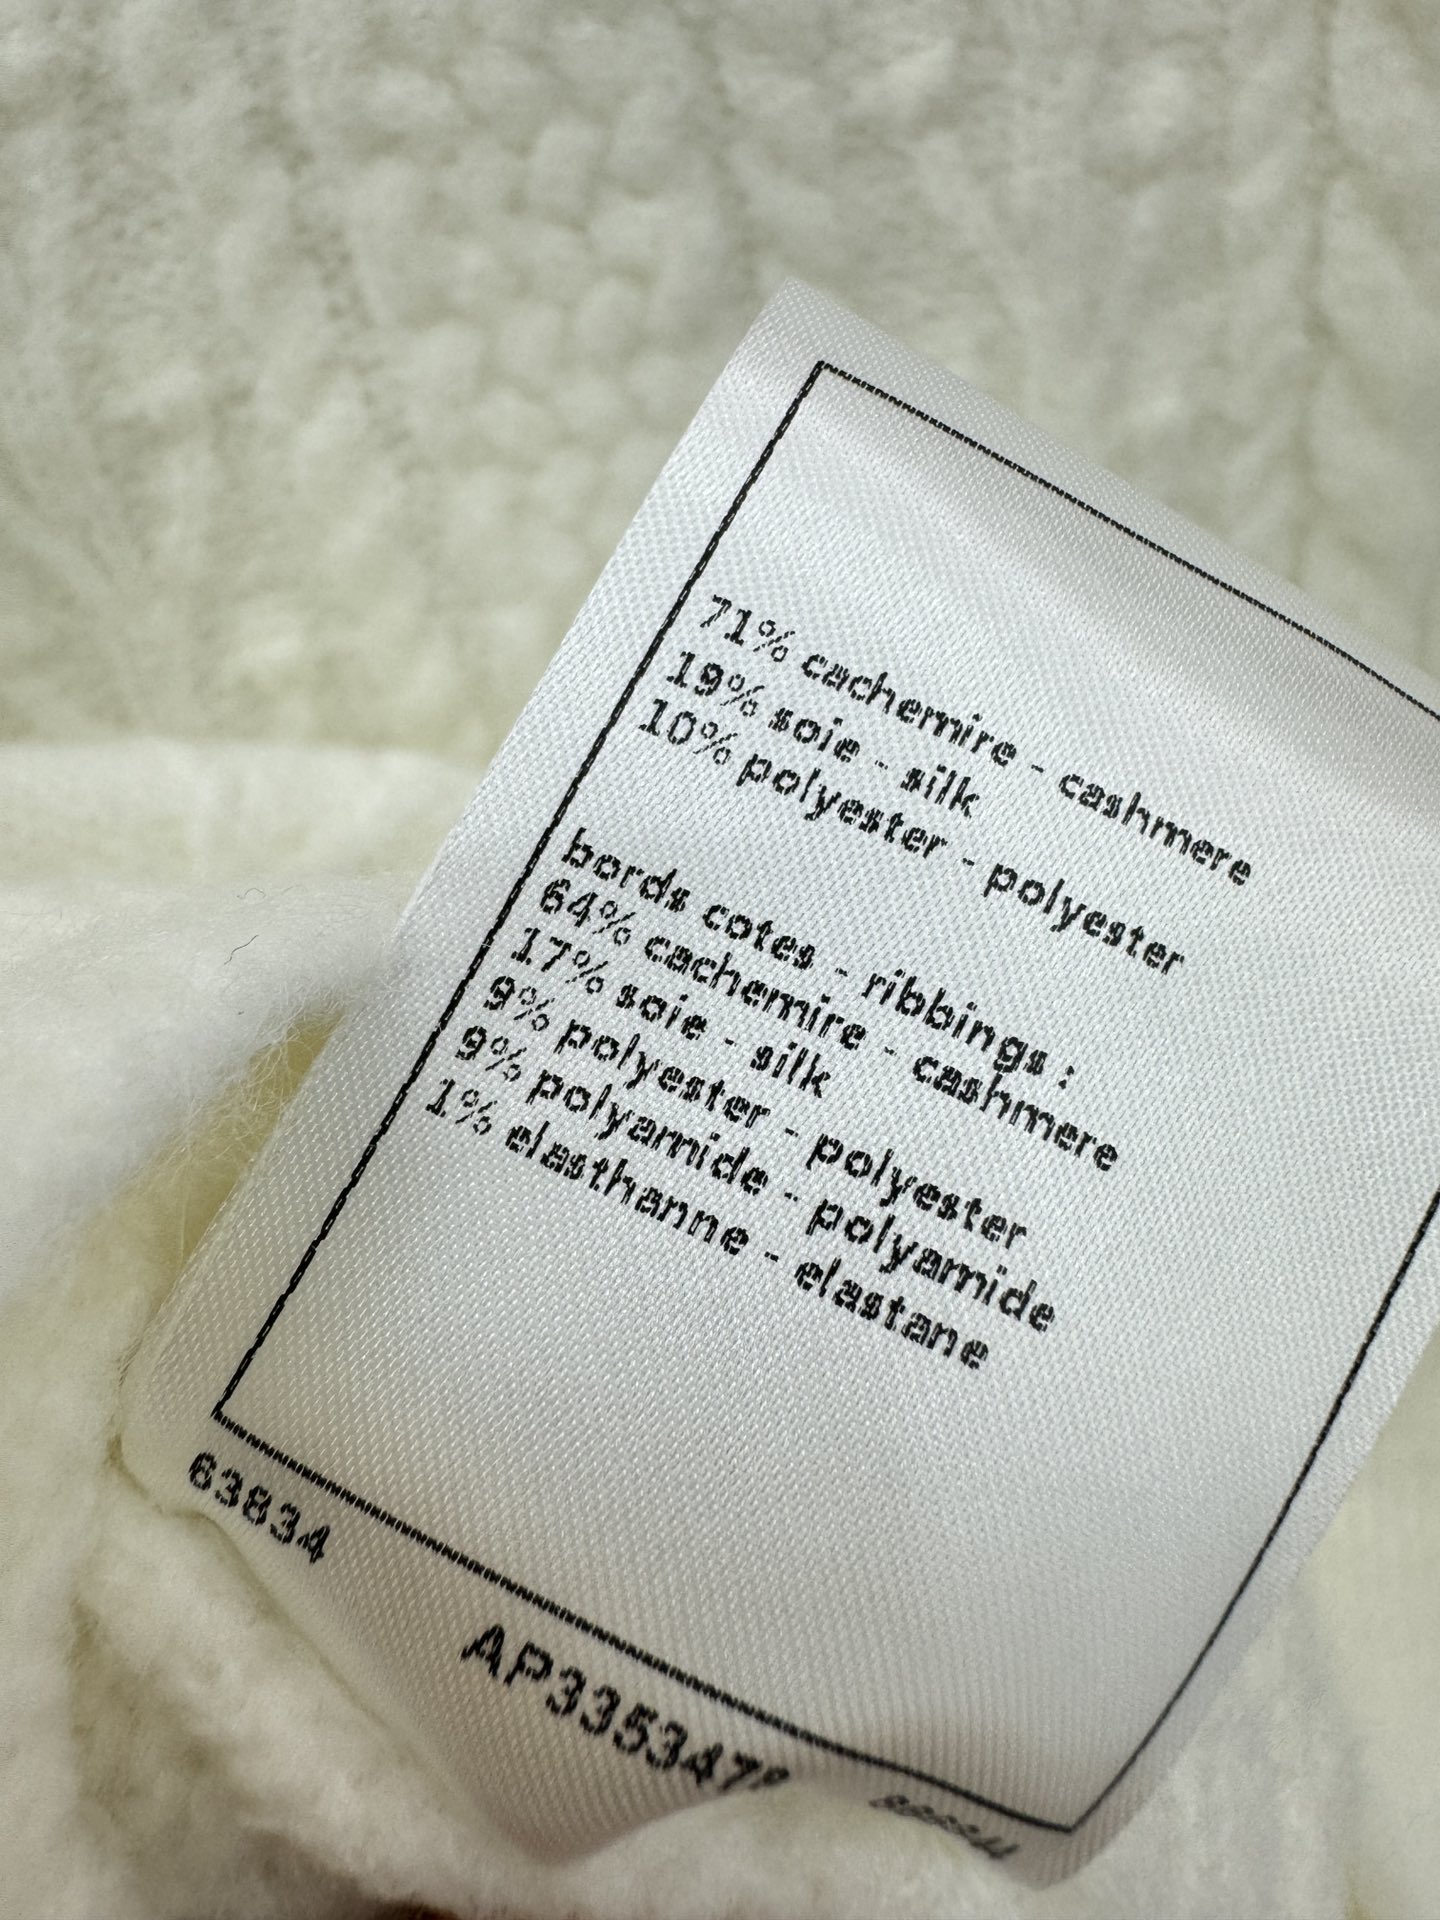 71% cachemire - cashmere
19% soie - silk
10% polyester - polyester
bords cotes - ribbings :
64% cachemire - cashmere
17% soie - silk
9% polyester - polyester
9% polyamide - polyamide
1% elasthanne - elastane
63834